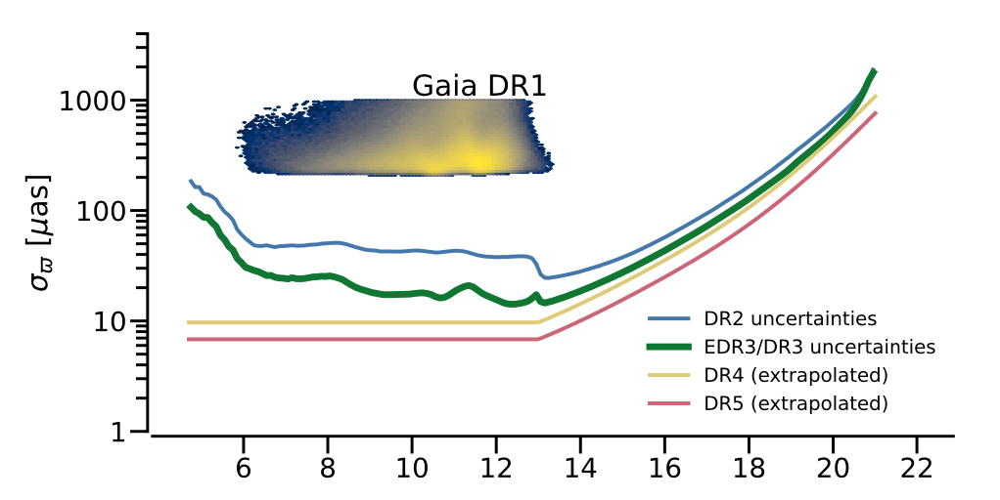 Gaia DR1
1000
100
10
1
σϖ [μas]
DR2 uncertainties
EDR3/DR3 uncertainties
DR4 (extrapolated)
DR5 (extrapolated)
6 8 10 12 14 16 18 20 22